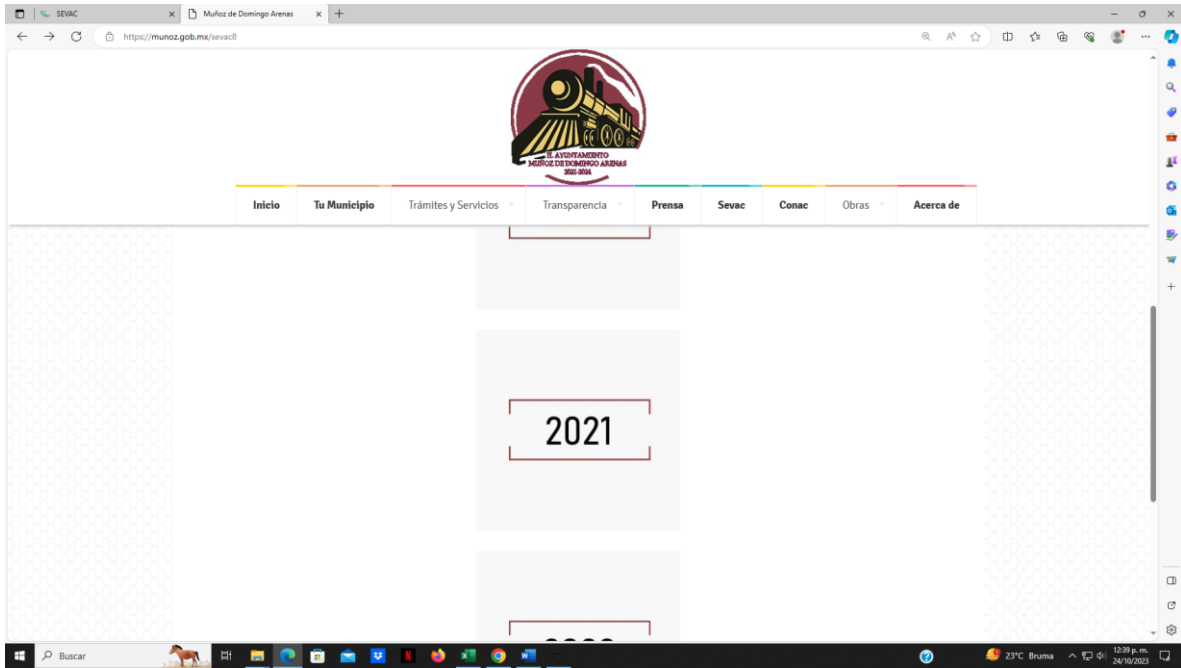 SEVAC
Muñoz de Domingo Arenas
https://munoz.gob.mx/sevac8
H. AYUNTAMIENTO
MUÑOZ DE DOMINGO ARENAS
2021-2024
Inicio Tu Municipio Trámites y Servicios Transparencia Prensa Sevac Conac Obras Acerca de
2021
Buscar
23°C Bruma
12:39 p. m.
24/10/2023